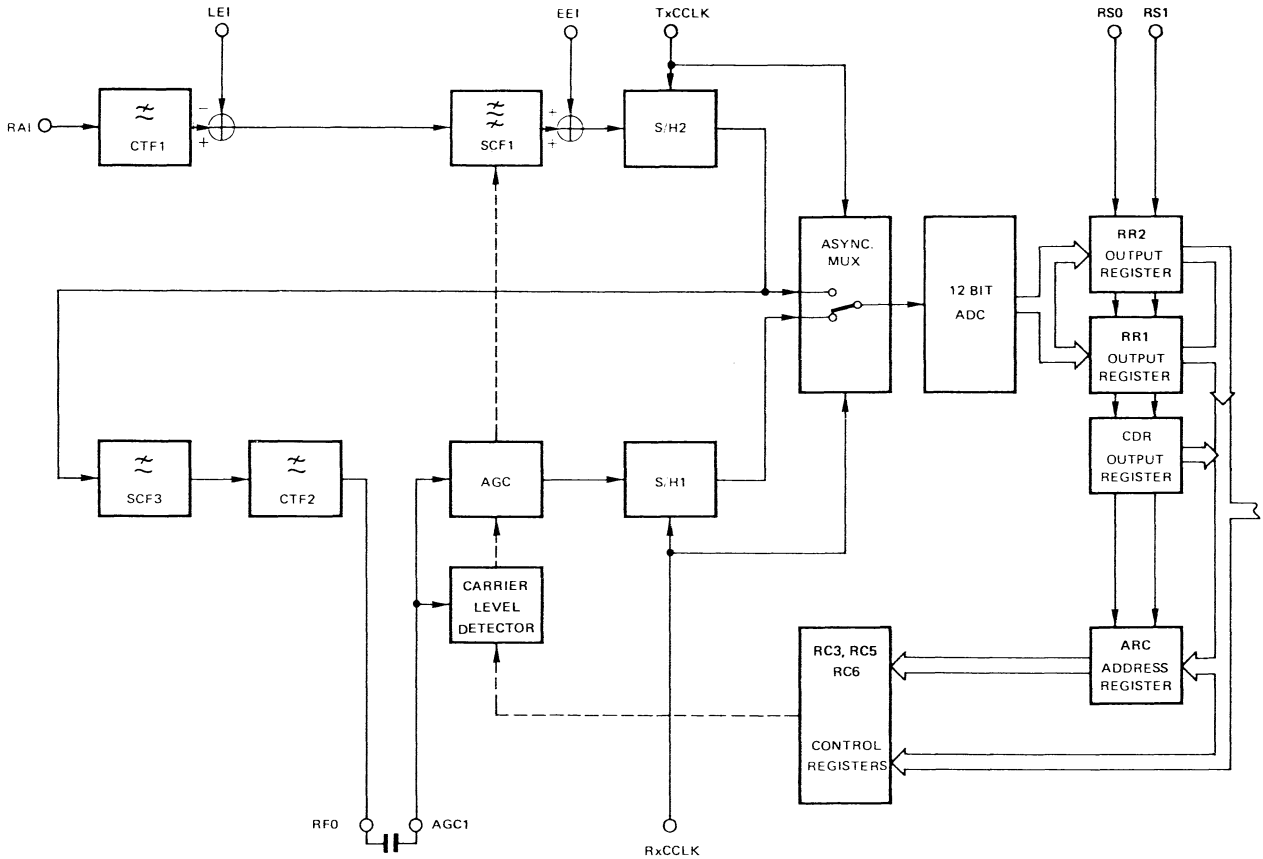 LEI
EEI
TxCCLK
RS0
RS1
RAI
CTF1
−
+
SCF1
+
+
S/H2
ASYNC.
MUX
12 BIT
ADC
RR2
OUTPUT
REGISTER
RR1
OUTPUT
REGISTER
CDR
OUTPUT
REGISTER
SCF3
CTF2
AGC
S/H1
CARRIER
LEVEL
DETECTOR
RC3, RC5
RC6
CONTROL
REGISTERS
ARC
ADDRESS
REGISTER
RF0
AGC1
RxCCLK